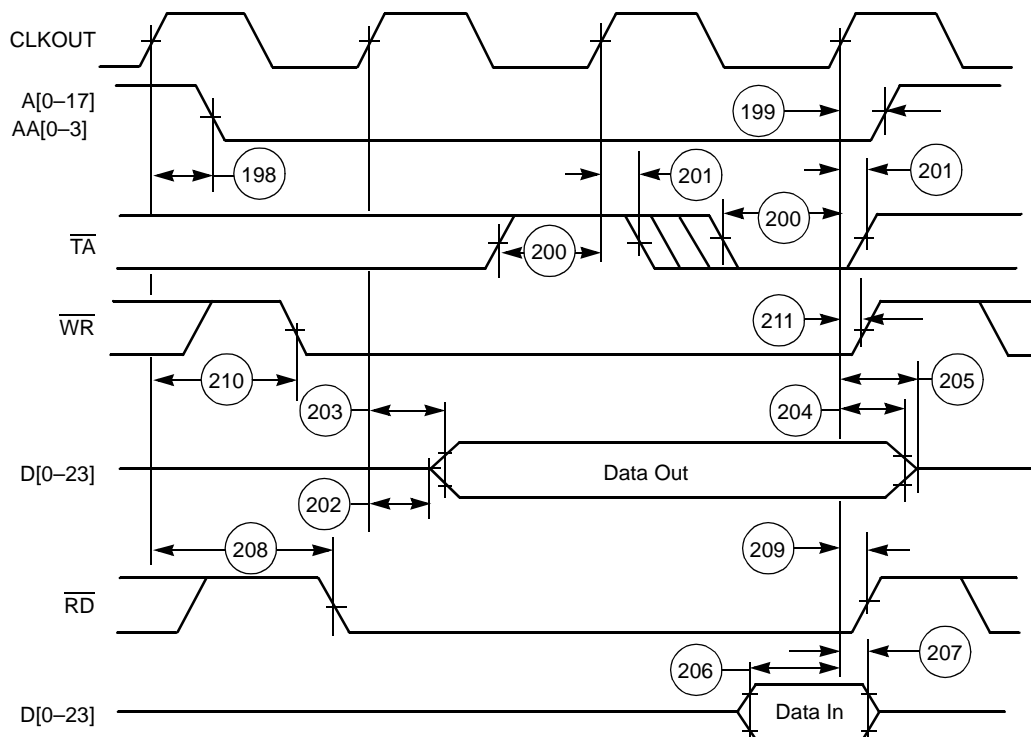 CLKOUT
A[0–17]
AA[0–3]
199
198
201
201
TA
200
200
WR
211
210
205
203
204
D[0–23]
Data Out
202
208
209
RD
206
207
D[0–23]
Data In